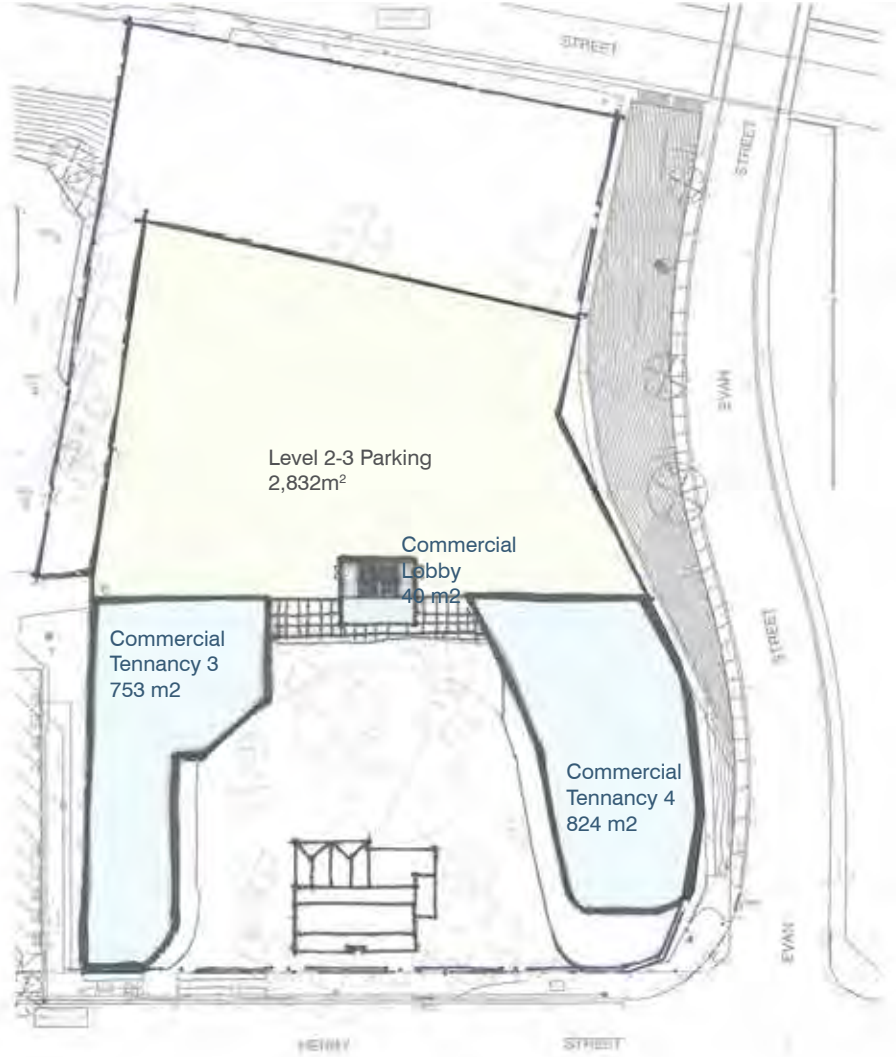 STREET
STREET
EVAN
Level 2-3 Parking
2,832m²
Commercial
Lobby
40 m2
Commercial
Tennancy 3
753 m2
STREET
Commercial
Tennancy 4
824 m2
EVAN
HENRY STREET